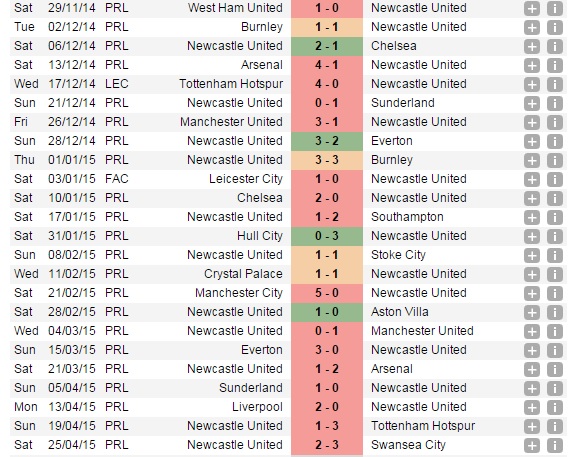 Sat 29/11/14 PRL West Ham United 1 - 0 Newcastle United + i
Tue 02/12/14 PRL Burnley 1 - 1 Newcastle United + i
Sat 06/12/14 PRL Newcastle United 2 - 1 Chelsea + i
Sat 13/12/14 PRL Arsenal 4 - 1 Newcastle United + i
Wed 17/12/14 LEC Tottenham Hotspur 4 - 0 Newcastle United + i
Sun 21/12/14 PRL Newcastle United 0 - 1 Sunderland + i
Fri 26/12/14 PRL Manchester United 3 - 1 Newcastle United + i
Sun 28/12/14 PRL Newcastle United 3 - 2 Everton + i
Thu 01/01/15 PRL Newcastle United 3 - 3 Burnley + i
Sat 03/01/15 FAC Leicester City 1 - 0 Newcastle United + i
Sat 10/01/15 PRL Chelsea 2 - 0 Newcastle United + i
Sat 17/01/15 PRL Newcastle United 1 - 2 Southampton + i
Sat 31/01/15 PRL Hull City 0 - 3 Newcastle United + i
Sun 08/02/15 PRL Newcastle United 1 - 1 Stoke City + i
Wed 11/02/15 PRL Crystal Palace 1 - 1 Newcastle United + i
Sat 21/02/15 PRL Manchester City 5 - 0 Newcastle United + i
Sat 28/02/15 PRL Newcastle United 1 - 0 Aston Villa + i
Wed 04/03/15 PRL Newcastle United 0 - 1 Manchester United + i
Sun 15/03/15 PRL Everton 3 - 0 Newcastle United + i
Sat 21/03/15 PRL Newcastle United 1 - 2 Arsenal + i
Sun 05/04/15 PRL Sunderland 1 - 0 Newcastle United + i
Mon 13/04/15 PRL Liverpool 2 - 0 Newcastle United + i
Sun 19/04/15 PRL Newcastle United 1 - 3 Tottenham Hotspur + i
Sat 25/04/15 PRL Newcastle United 2 - 3 Swansea City + i